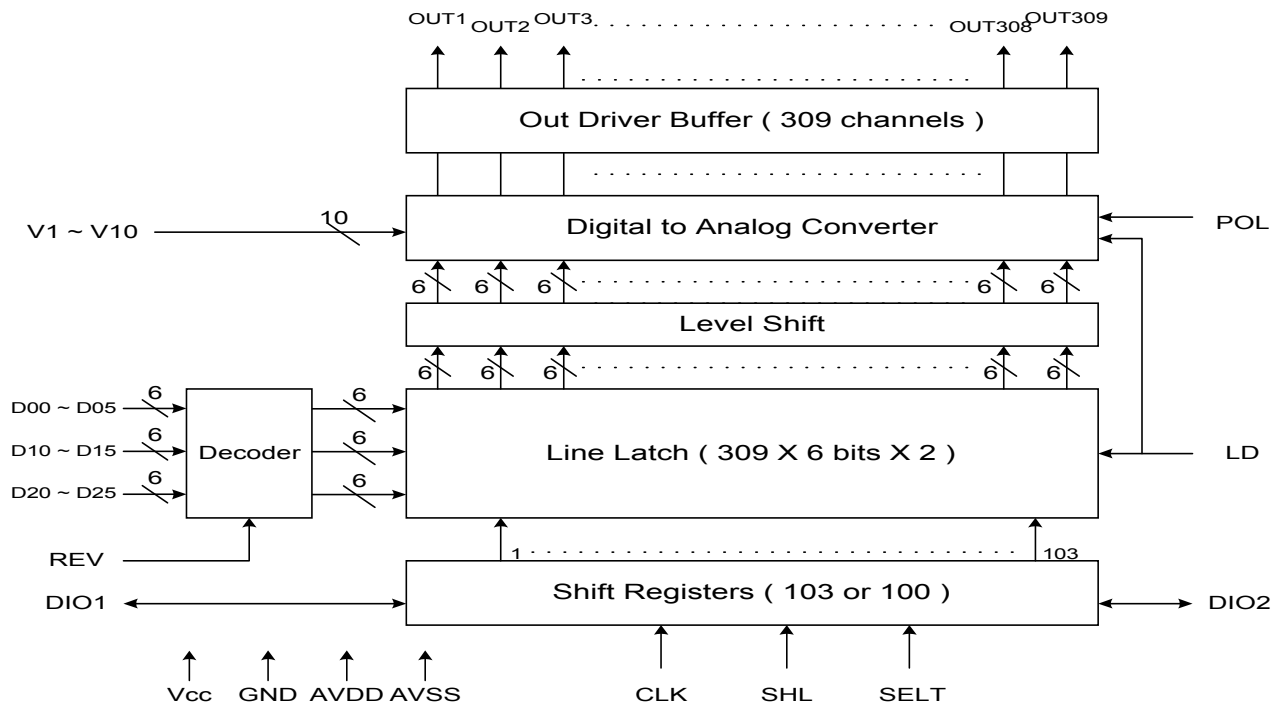 OUT1 OUT2 OUT3 OUT308 OUT309
Out Driver Buffer ( 309 channels )
V1 ~ V10 10 Digital to Analog Converter POL
6 6 6 6 6
Level Shift
6 6 6 6 6
D00 ~ D05 6 6
D10 ~ D15 6 Decoder 6 Line Latch ( 309 X 6 bits X 2 ) LD
D20 ~ D25 6 6
REV 1 103
DIO1 Shift Registers ( 103 or 100 ) DIO2
Vcc GND AVDD AVSS CLK SHL SELT